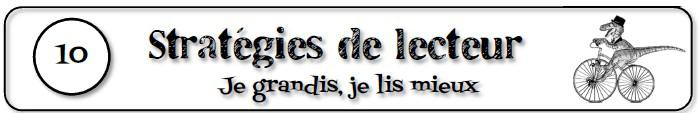 10
Stratégies de lecteur
Je grandis, je lis mieux